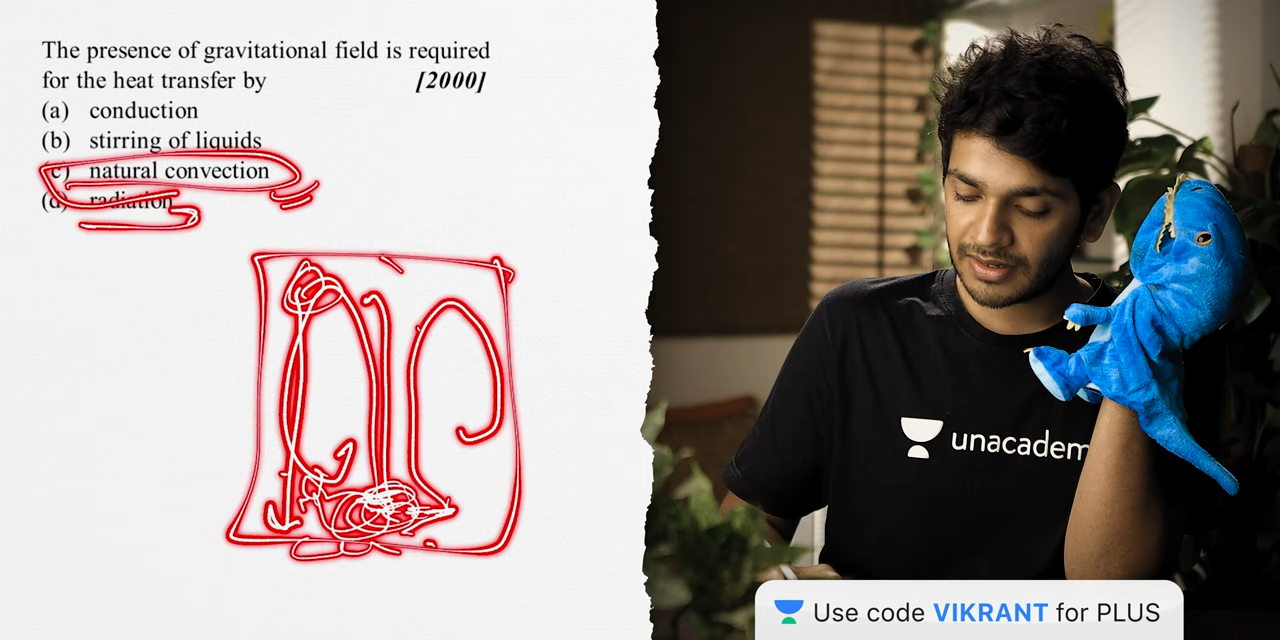 The presence of gravitational field is required
for the heat transfer by [2000]
(a) conduction
(b) stirring of liquids
(c) natural convection
(d) radiation
unacadem
Use code VIKRANT for PLUS